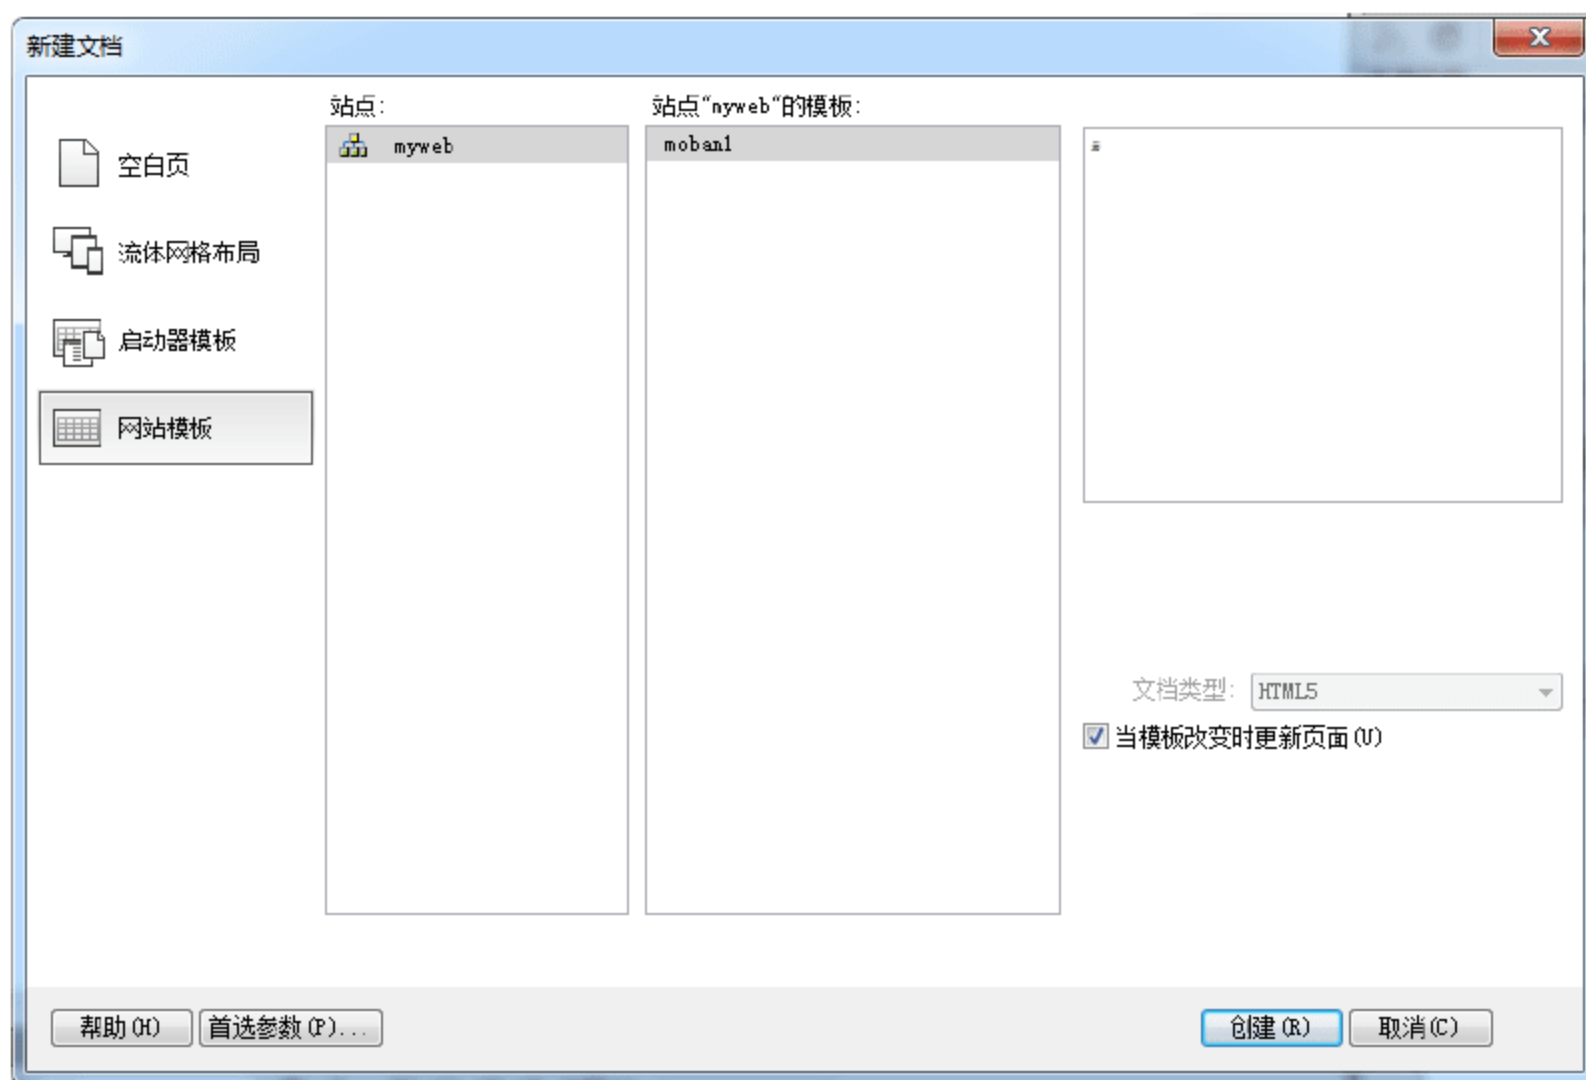 新建文档
站点:
站点“myweb“的模板:
空白页
流体网格布局
启动器模板
网站模板
myweb
moban1
文档类型:
HTML5
当模板改变时更新页面(U)
帮助(H)
首选参数(P)...
创建(R)
取消(C)